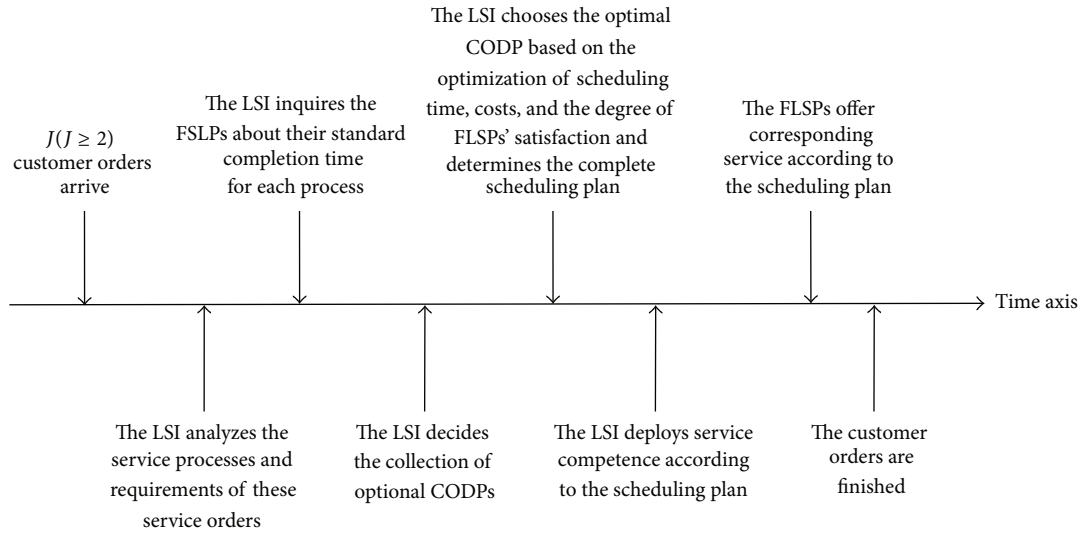 J(J ≥ 2)
customer orders
arrive
The LSI inquires the
FSLPs about their standard
completion time
for each process
The LSI chooses the optimal
CODP based on the
optimization of scheduling
time, costs, and the degree of
FLSPs' satisfaction and
determines the complete
scheduling plan
The FLSPs offer
corresponding
service according to
the scheduling plan
Time axis
The LSI analyzes the
service processes and
requirements of these
service orders
The LSI decides
the collection of
optional CODPs
The LSI deploys service
competence according
to the scheduling plan
The customer
orders are
finished